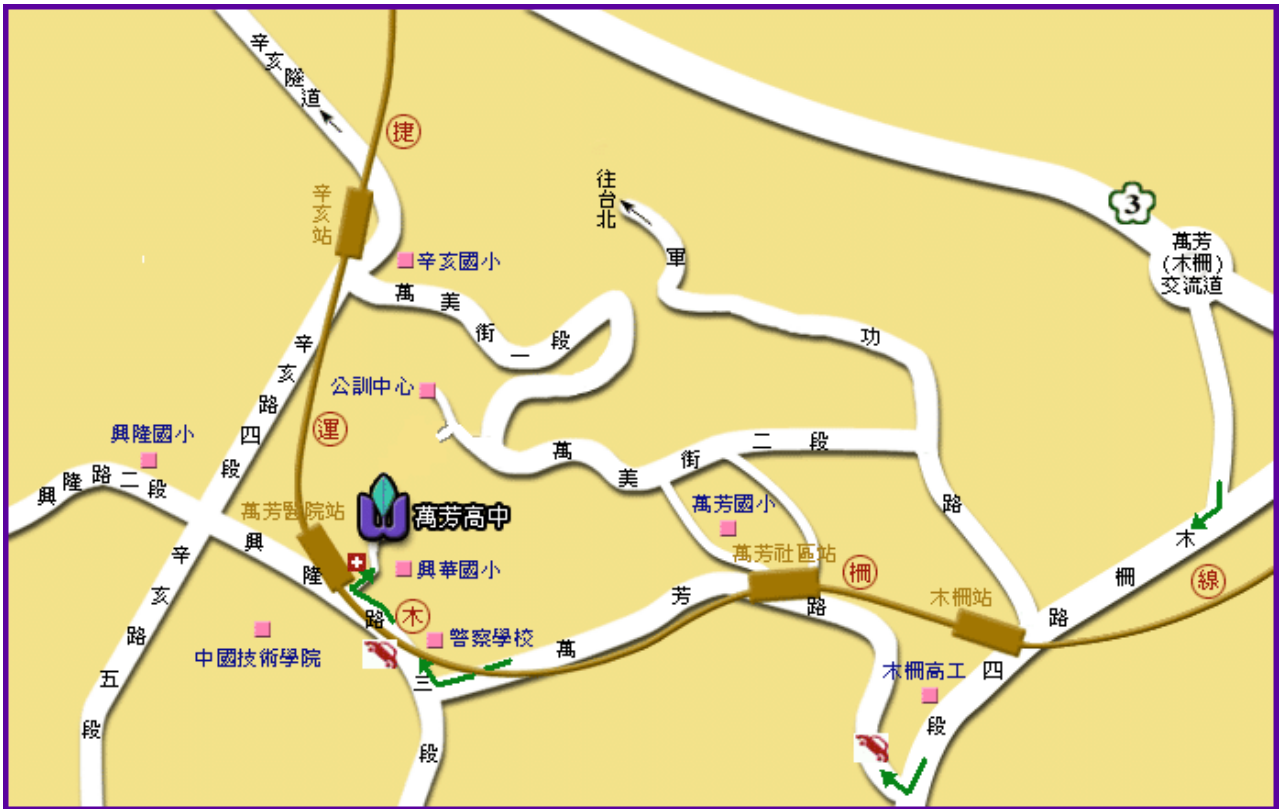 辛亥隧道
捷
辛亥站
往台北
3
萬芳
(木柵)
交流道
辛亥國小
軍功路
萬美街一段
辛亥路四段
公訓中心
運
興隆國小
興隆路二段
萬美街二段
萬芳國小
萬芳醫院站
萬芳高中
興隆路三段
興華國小
萬芳社區站
柵
木柵路四段
線
木柵站
辛亥路五段
木
萬芳路
警察學校
中國技術學院
木柵高工